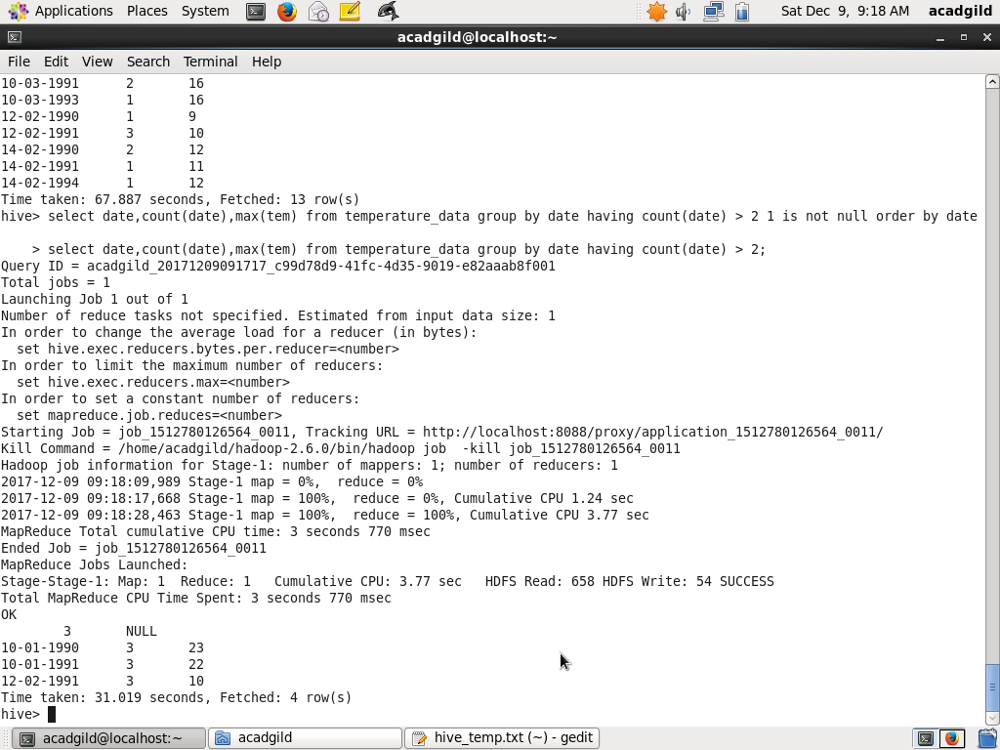 Applications Places System Sat Dec 9, 9:18 AM acadgild
acadgild@localhost:~
File Edit View Search Terminal Help
10-03-1991 2 16
10-03-1993 1 16
12-02-1990 1 9
12-02-1991 3 10
14-02-1990 2 12
14-02-1991 1 11
14-02-1994 1 12
Time taken: 67.887 seconds, Fetched: 13 row(s)
hive> select date,count(date),max(tem) from temperature_data group by date having count(date) > 2 1 is not null order by date
> select date,count(date),max(tem) from temperature_data group by date having count(date) > 2;
Query ID = acadgild_20171209091717_c99d78d9-41fc-4d35-9019-e82aaab8f001
Total jobs = 1
Launching Job 1 out of 1
Number of reduce tasks not specified. Estimated from input data size: 1
In order to change the average load for a reducer (in bytes):
set hive.exec.reducers.bytes.per.reducer=<number>
In order to limit the maximum number of reducers:
set hive.exec.reducers.max=<number>
In order to set a constant number of reducers:
set mapreduce.job.reduces=<number>
Starting Job = job_1512780126564_0011, Tracking URL = http://localhost:8088/proxy/application_1512780126564_0011/
Kill Command = /home/acadgild/hadoop-2.6.0/bin/hadoop job -kill job_1512780126564_0011
Hadoop job information for Stage-1: number of mappers: 1; number of reducers: 1
2017-12-09 09:18:09,989 Stage-1 map = 0%, reduce = 0%
2017-12-09 09:18:17,668 Stage-1 map = 100%, reduce = 0%, Cumulative CPU 1.24 sec
2017-12-09 09:18:28,463 Stage-1 map = 100%, reduce = 100%, Cumulative CPU 3.77 sec
MapReduce Total cumulative CPU time: 3 seconds 770 msec
Ended Job = job_1512780126564_0011
MapReduce Jobs Launched:
Stage-Stage-1: Map: 1 Reduce: 1 Cumulative CPU: 3.77 sec HDFS Read: 658 HDFS Write: 54 SUCCESS
Total MapReduce CPU Time Spent: 3 seconds 770 msec
OK
3 NULL
10-01-1990 3 23
10-01-1991 3 22
12-02-1991 3 10
Time taken: 31.019 seconds, Fetched: 4 row(s)
hive>
acadgild@localhost:~ acadgild hive_temp.txt (~) - gedit